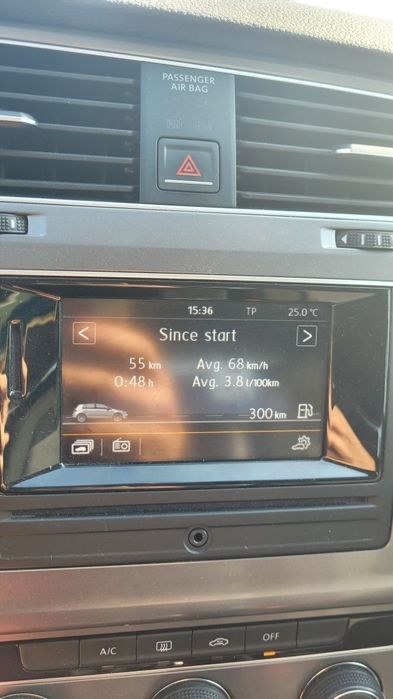 PASSENGER
AIR BAG
15:36 TP 25.0 °C
< Since start >
55 km Avg. 68 km/h
0:48 h Avg. 3.8 l/100km
300 km
A/C OFF